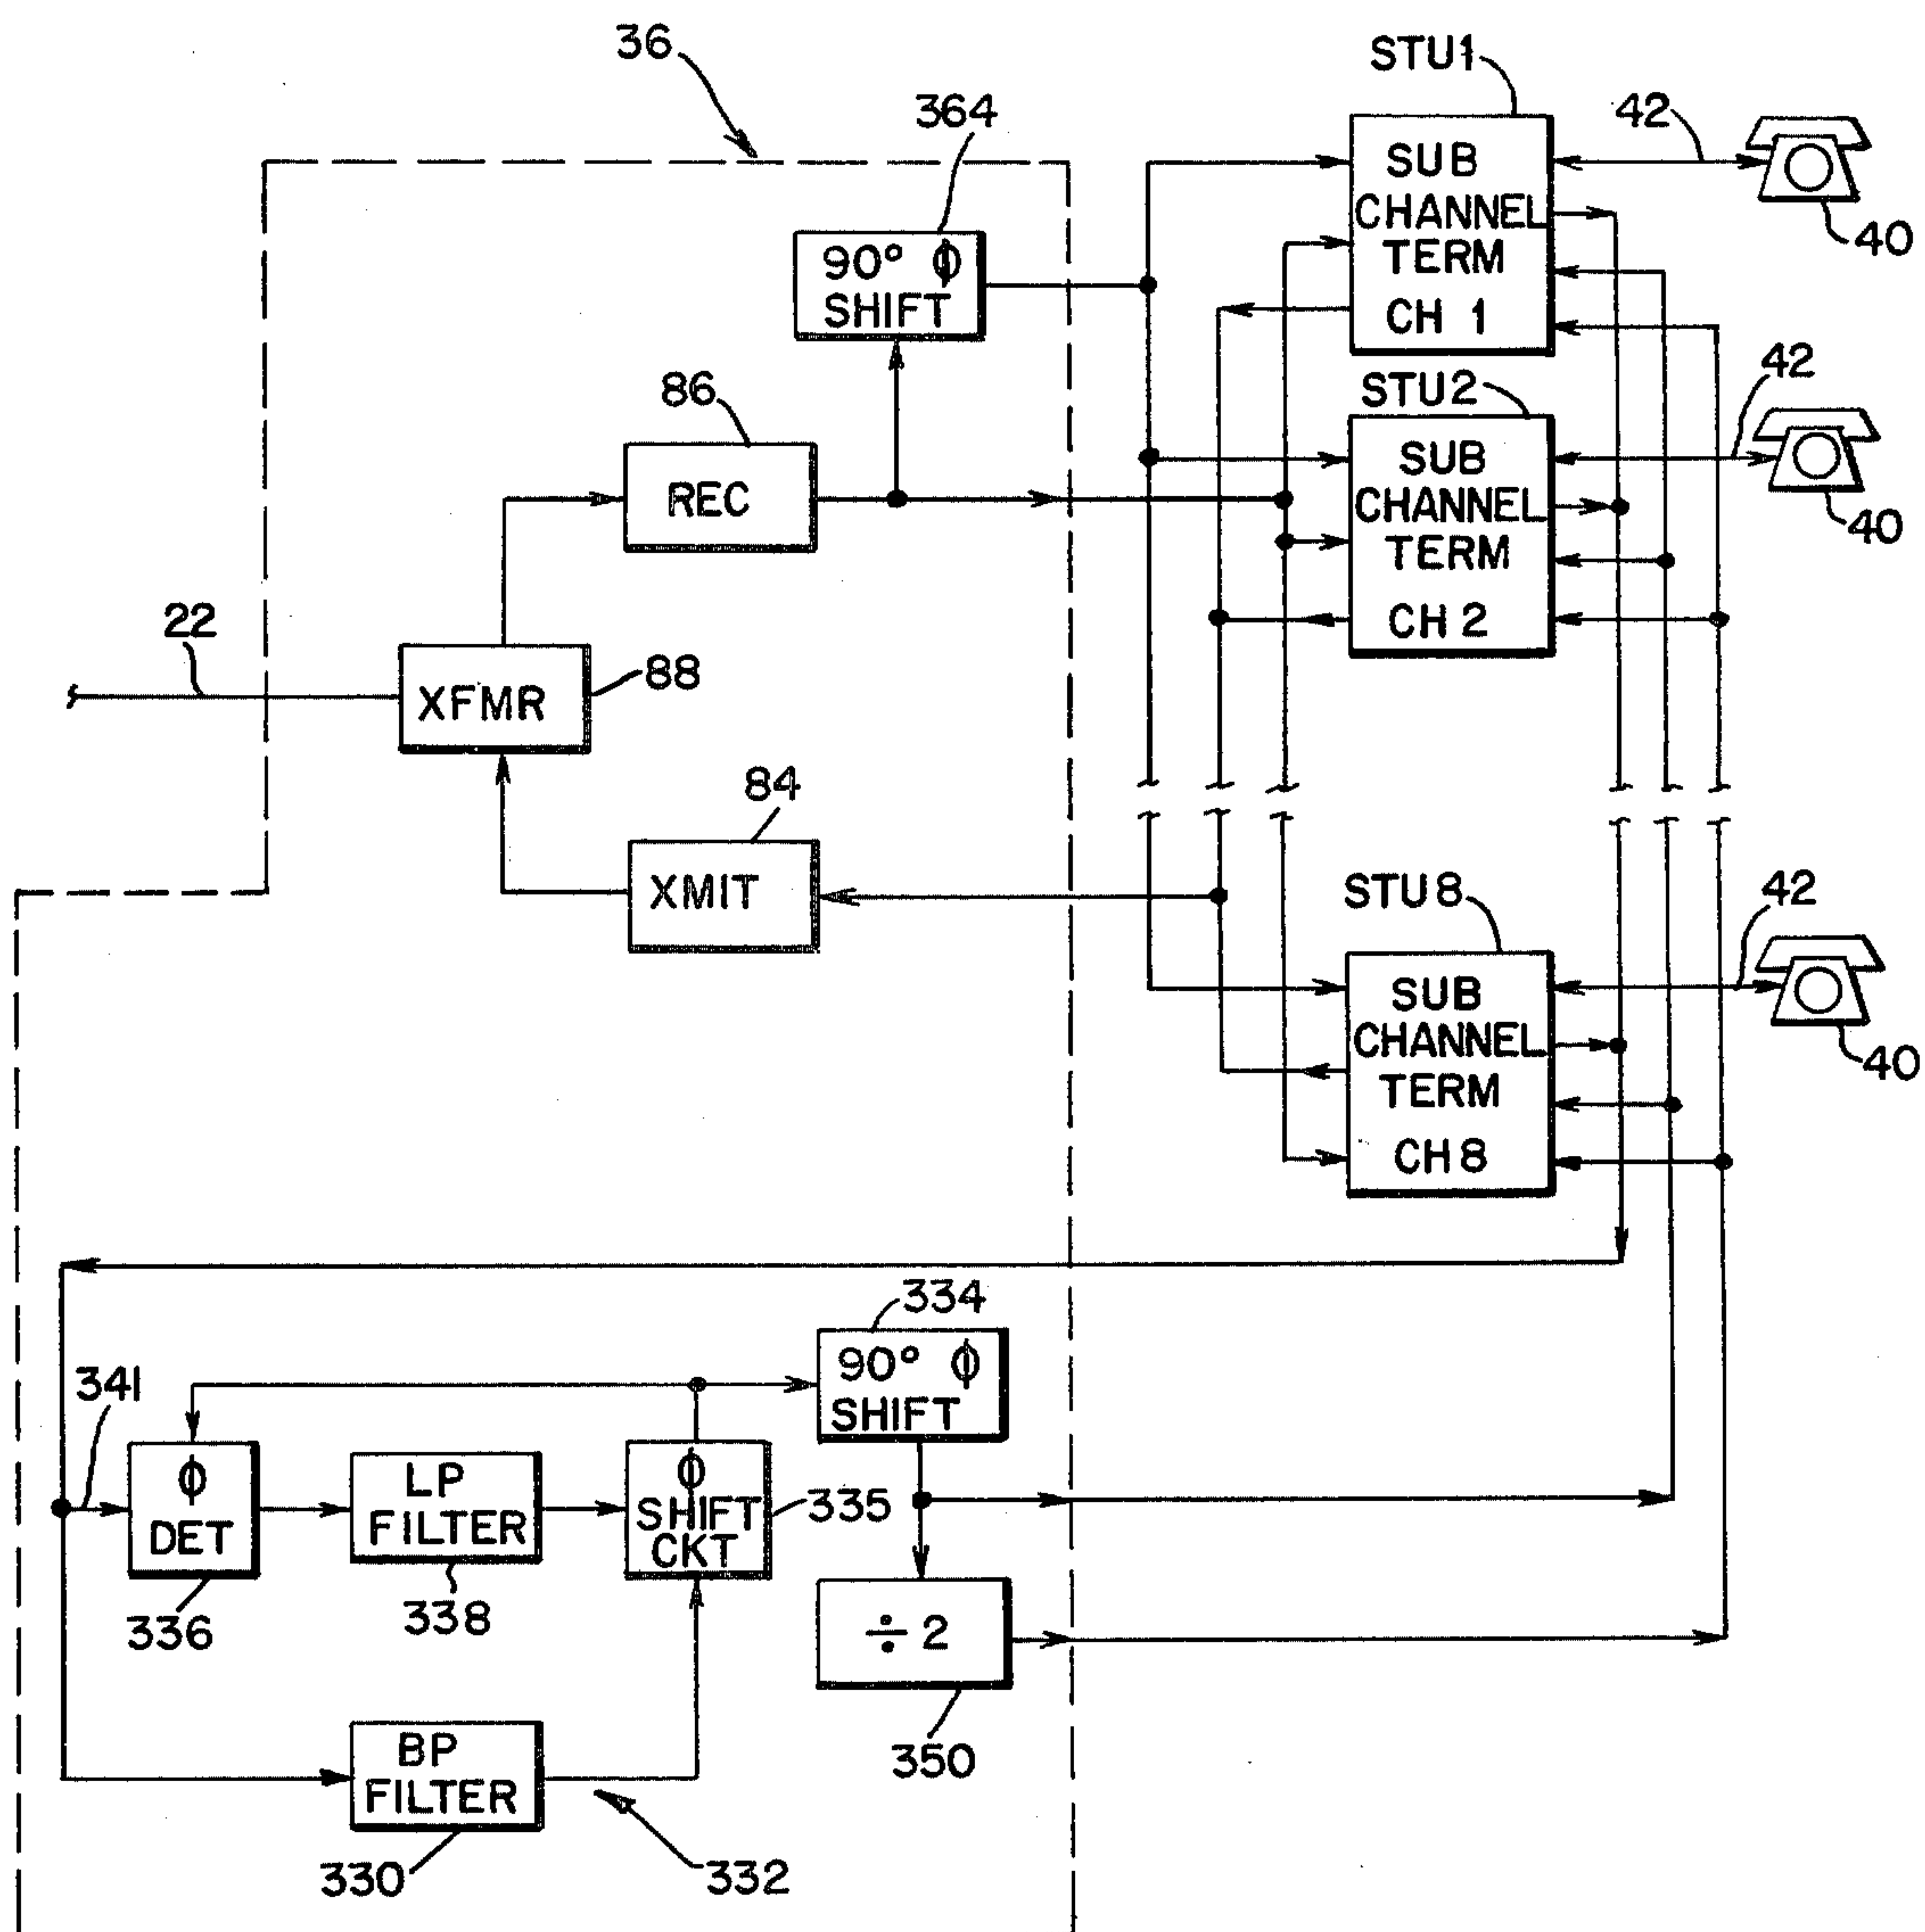 36
STU1
364
42
SUB
CHANNEL
TERM
CH 1
40
90° ϕ
SHIFT
86
REC
STU2
42
SUB
CHANNEL
TERM
CH 2
40
22
XFMR
88
84
XMIT
STU8
42
SUB
CHANNEL
TERM
CH 8
40
334
90° ϕ
SHIFT
341
ϕ
DET
336
LP
FILTER
338
ϕ
SHIFT
CKT
335
÷ 2
350
BP
FILTER
330
332